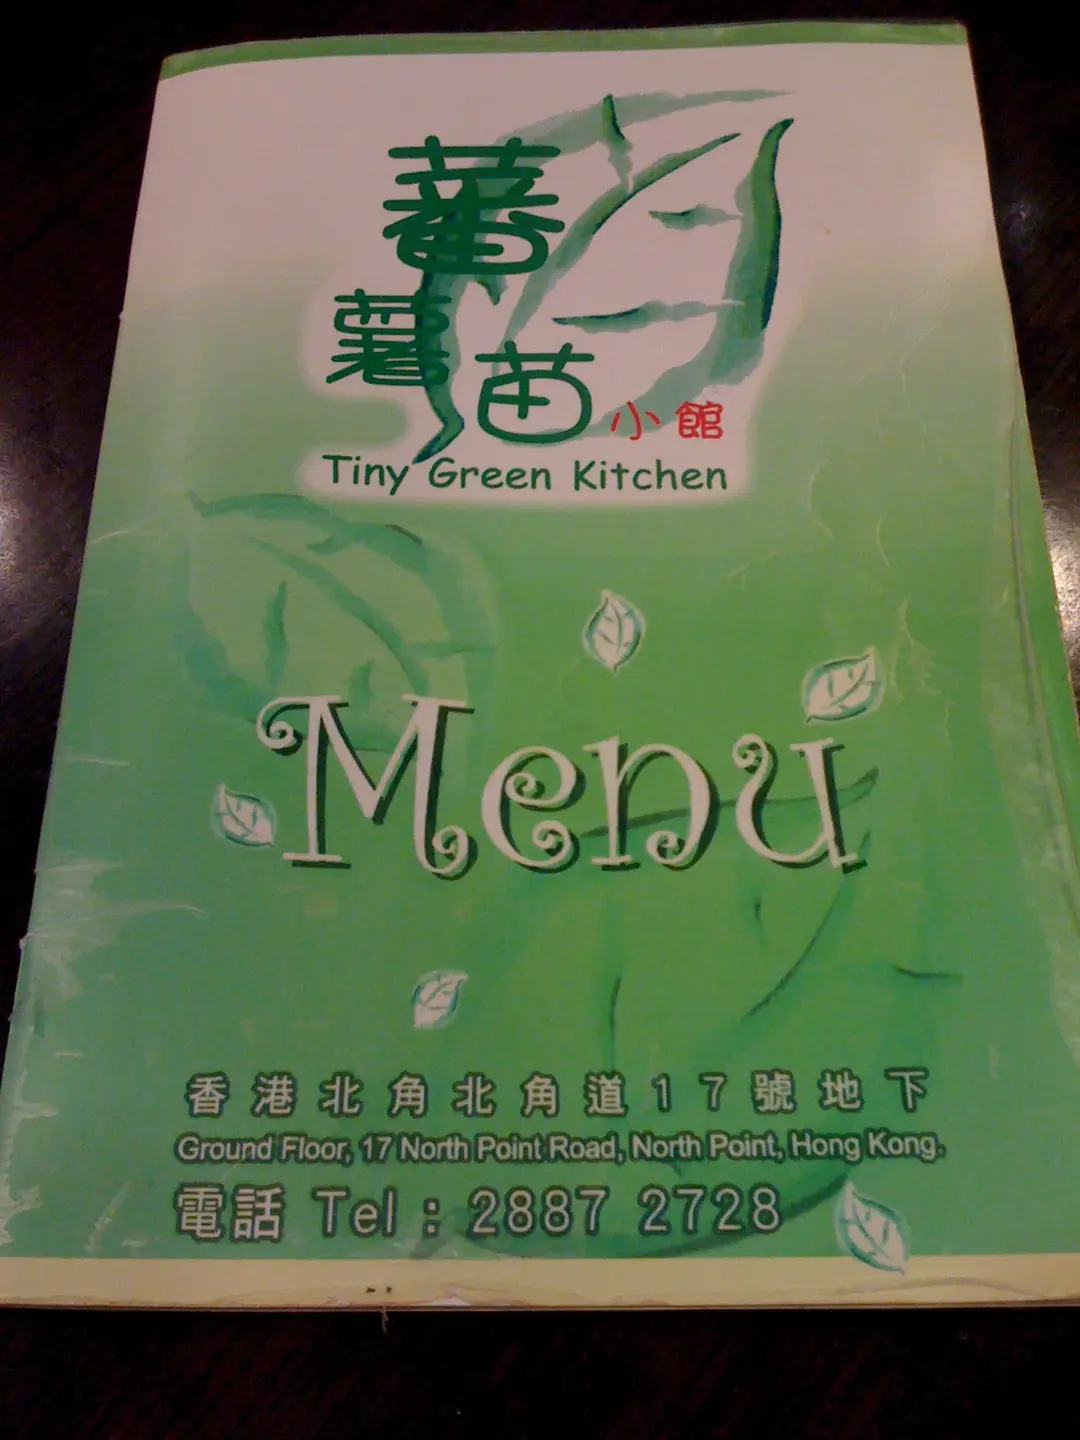 蕃
薯苗小館
Tiny Green Kitchen
Menu
香港北角北角道17號地下
Ground Floor, 17 North Point Road, North Point, Hong Kong.
電話 Tel : 2887 2728